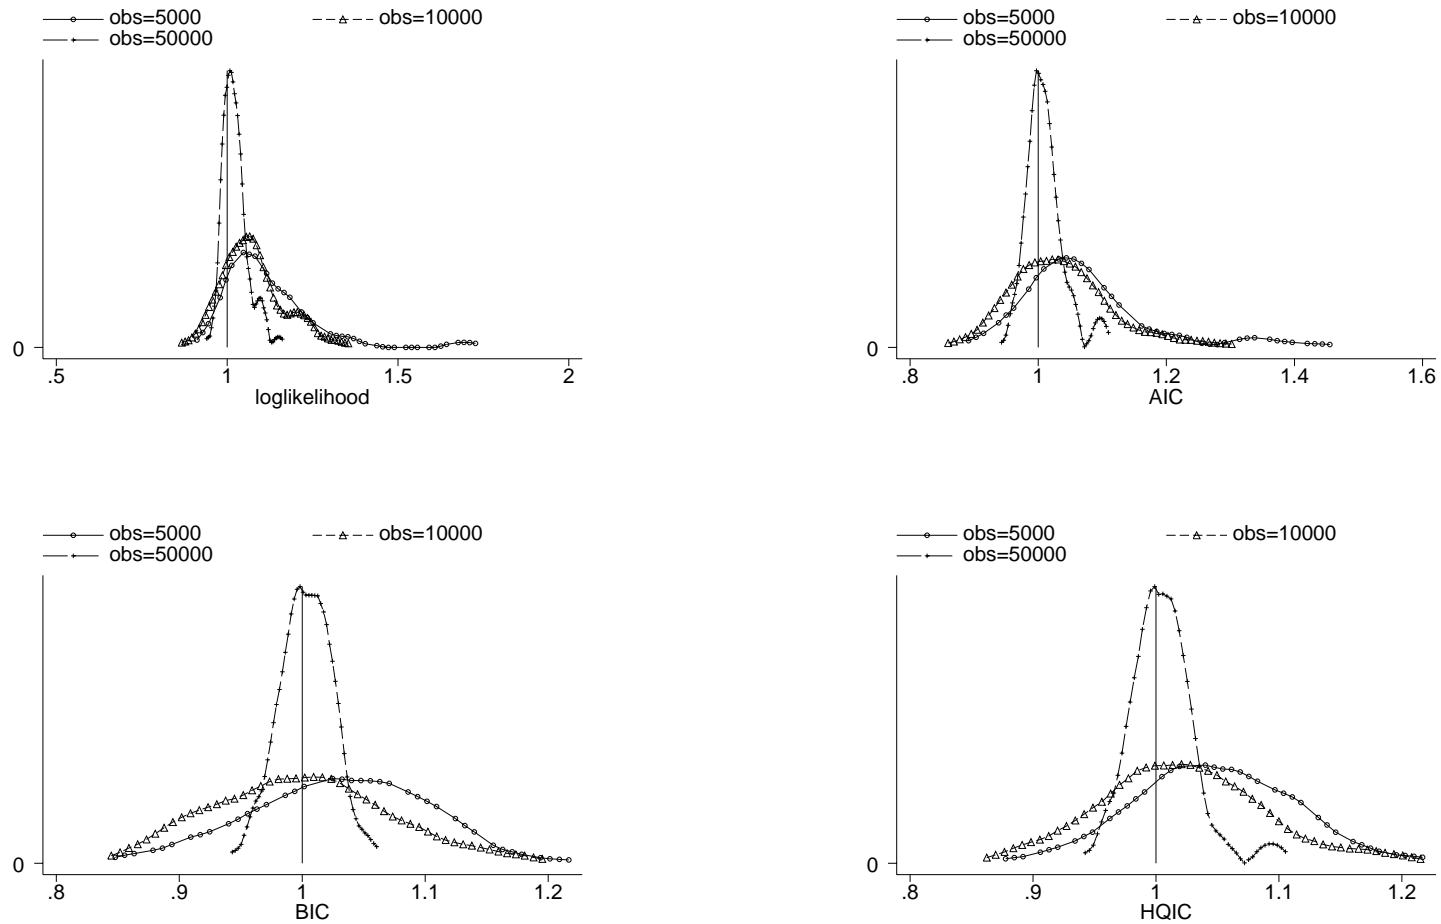 obs=5000 obs=10000
obs=50000
0
.5 1 1.5 2
loglikelihood
obs=5000 obs=10000
obs=50000
0
.8 1 1.2 1.4 1.6
AIC
obs=5000 obs=10000
obs=50000
0
.8 .9 1 1.1 1.2
BIC
obs=5000 obs=10000
obs=50000
0
.8 .9 1 1.1 1.2
HQIC